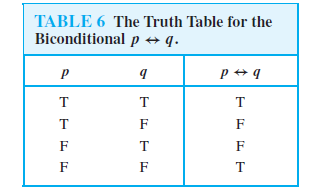 TABLE 6 The Truth Table for the
Biconditional p ↔ q.
p q p ↔ q
T T T
T F F
F T F
F F T